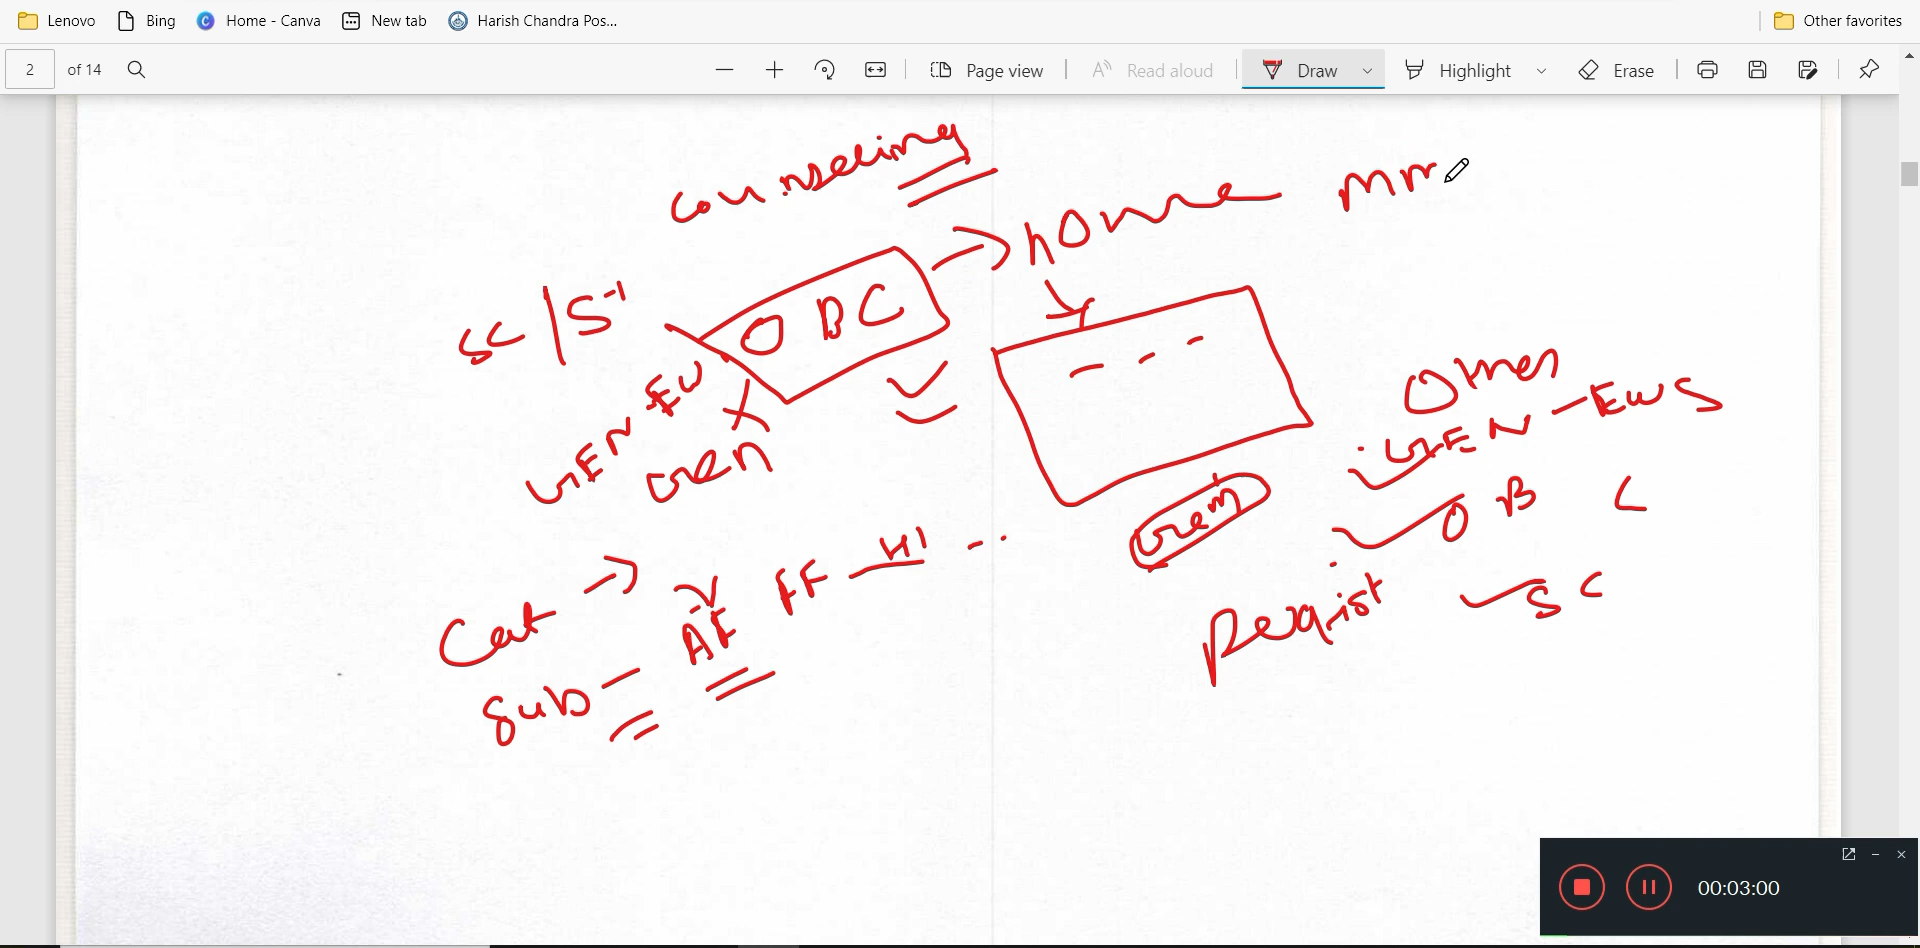 Lenovo Bing Home - Canva New tab Harish Chandra Pos... Other favorites
2 of 14 Page view Read aloud Draw Highlight Erase
counseling
home
SC/ST OBC
Other
GEN EW GEN-EWS
Gen
OBC
Gen
Cat → AF FF HI
SC
Sub
00:03:00